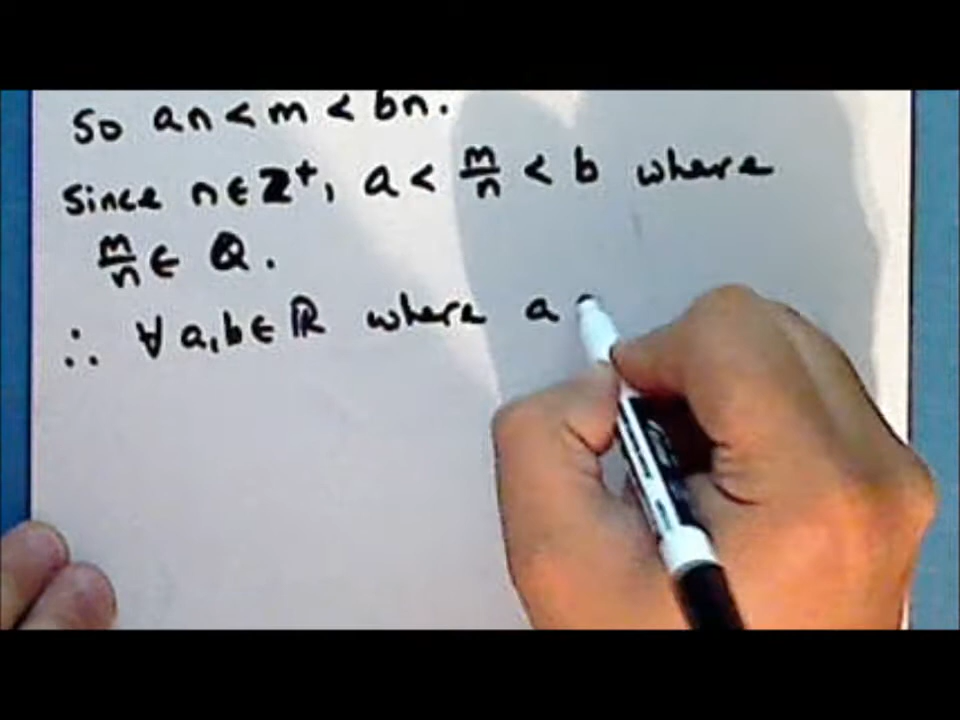 So an < m < bn.
Since n ∈ Z⁺, a < m/n < b where
m/n ∈ Q.
∴ ∀ a,b ∈ ℝ where a